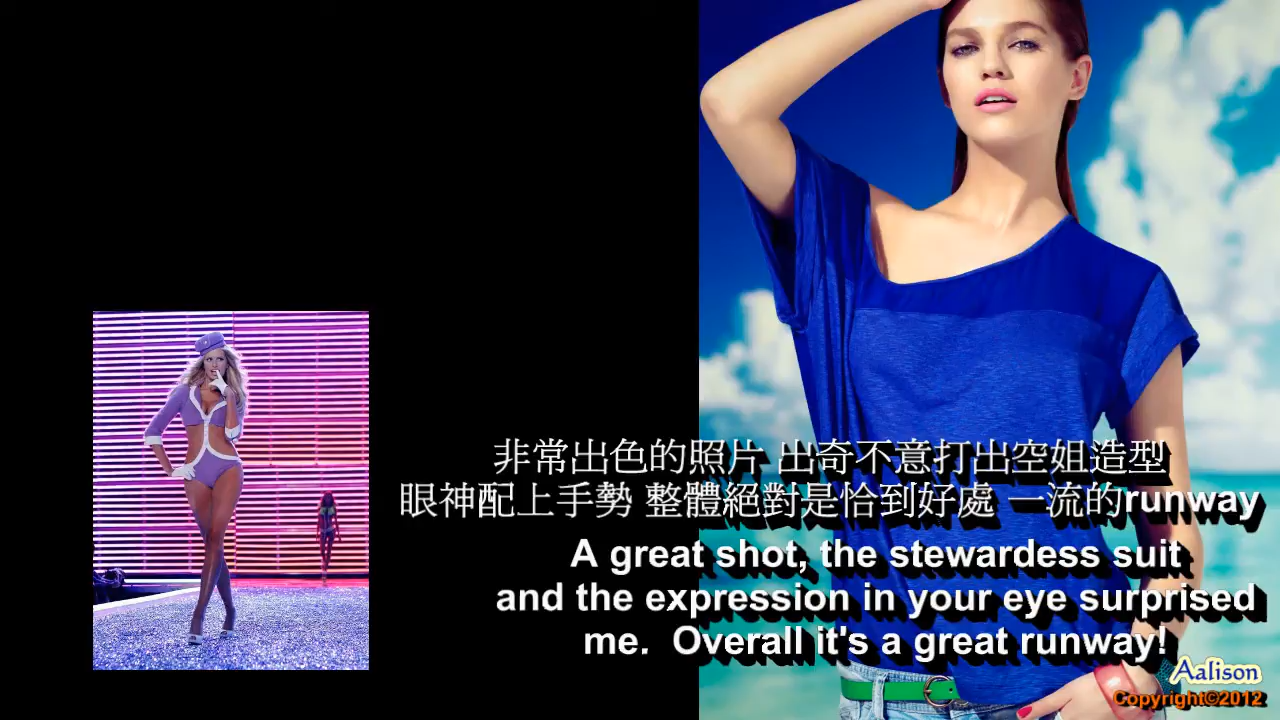 非常出色的照片 出奇不意打出空姐造型
眼神配上手勢 整體絕對是恰到好處 一流的runway
A great shot, the stewardess suit
and the expression in your eye surprised
me.  Overall it's a great runway!
Aalison
Copyright©2012